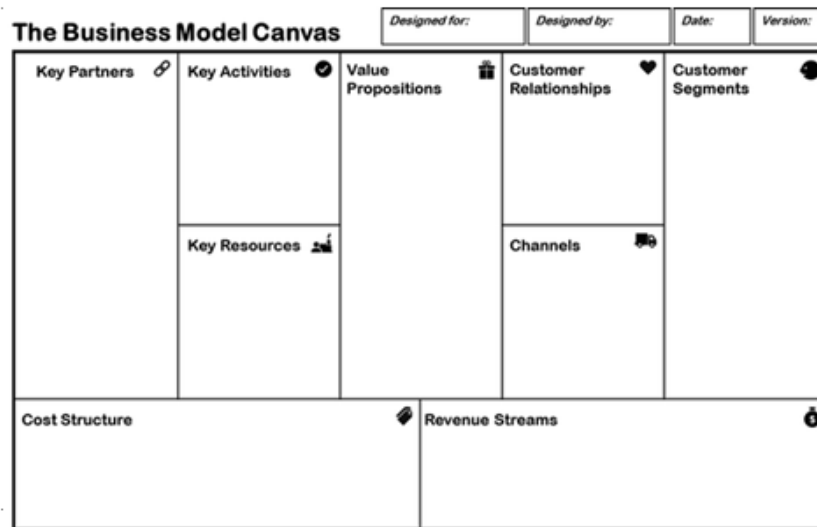 The Business Model Canvas
Designed for:
Designed by:
Date:
Version:
Key Partners
Key Activities
Value
Propositions
Customer
Relationships
Customer
Segments
Key Resources
Channels
Cost Structure
Revenue Streams